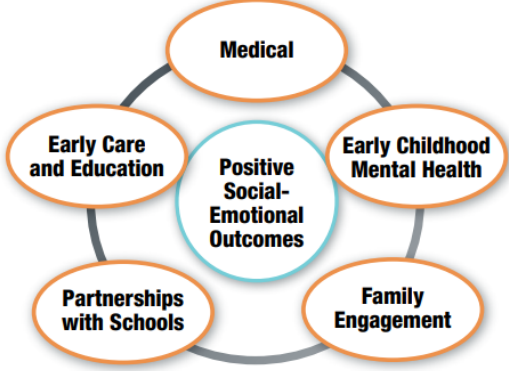 Medical
Early Care
and Education
Early Childhood
Mental Health
Positive
Social-
Emotional
Outcomes
Partnerships
with Schools
Family
Engagement